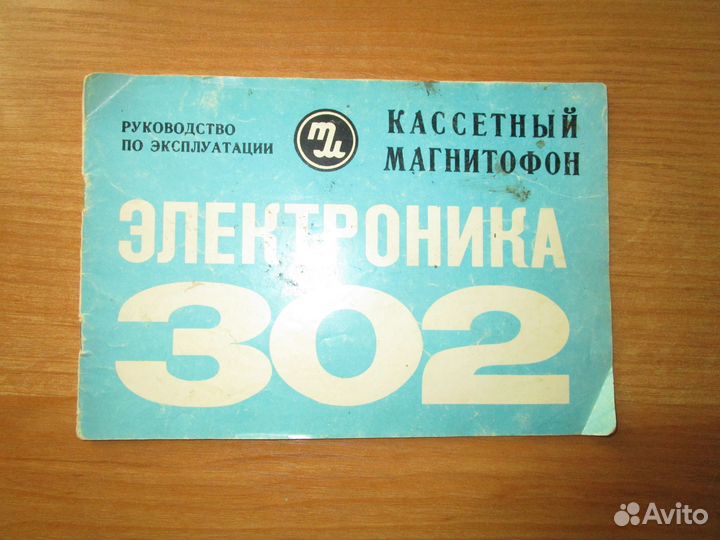 РУКОВОДСТВО
ПО ЭКСПЛУАТАЦИИ
КАССЕТНЫЙ
МАГНИТОФОН
ЭЛЕКТРОНИКА
302
Avito